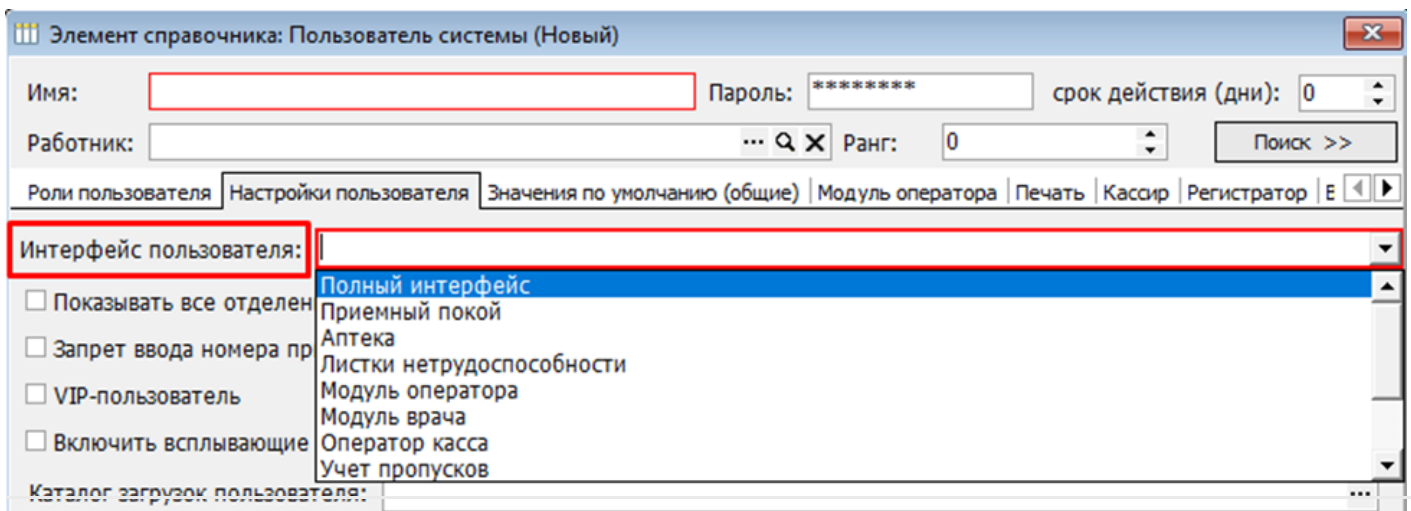 Элемент справочника: Пользователь системы (Новый)
Имя: Пароль: ******** срок действия (дни): 0
Работник: ... Ранг: 0 Поиск >>
Роли пользователя Настройки пользователя Значения по умолчанию (общие) Модуль оператора Печать Кассир Регистратор
Интерфейс пользователя:
Полный интерфейс
Показывать все отделен
Приемный покой
Аптека
Запрет ввода номера пр
Листки нетрудоспособности
Модуль оператора
VIP-пользователь
Модуль врача
Включить всплывающие
Оператор касса
Учет пропусков
Каталог загрузок пользователя: ...